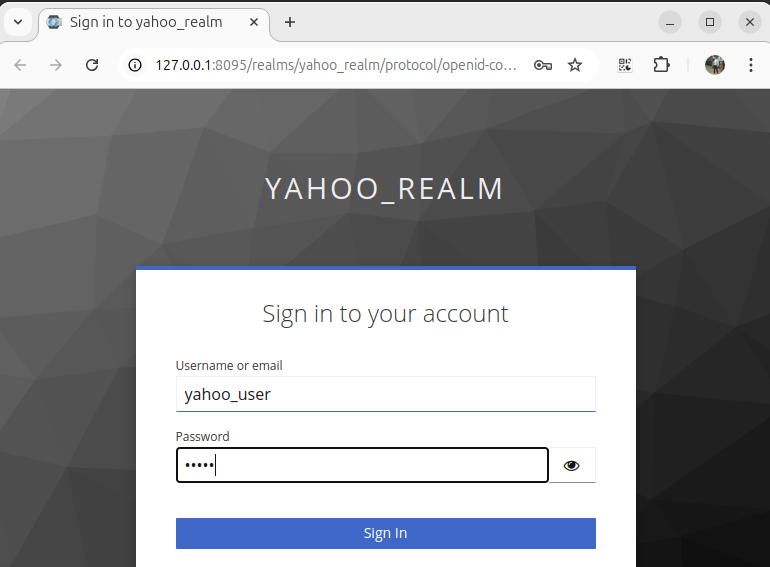 Sign in to yahoo_realm
127.0.0.1:8095/realms/yahoo_realm/protocol/openid-co...
YAHOO_REALM
Sign in to your account
Username or email
yahoo_user
Password
•••••
Sign In